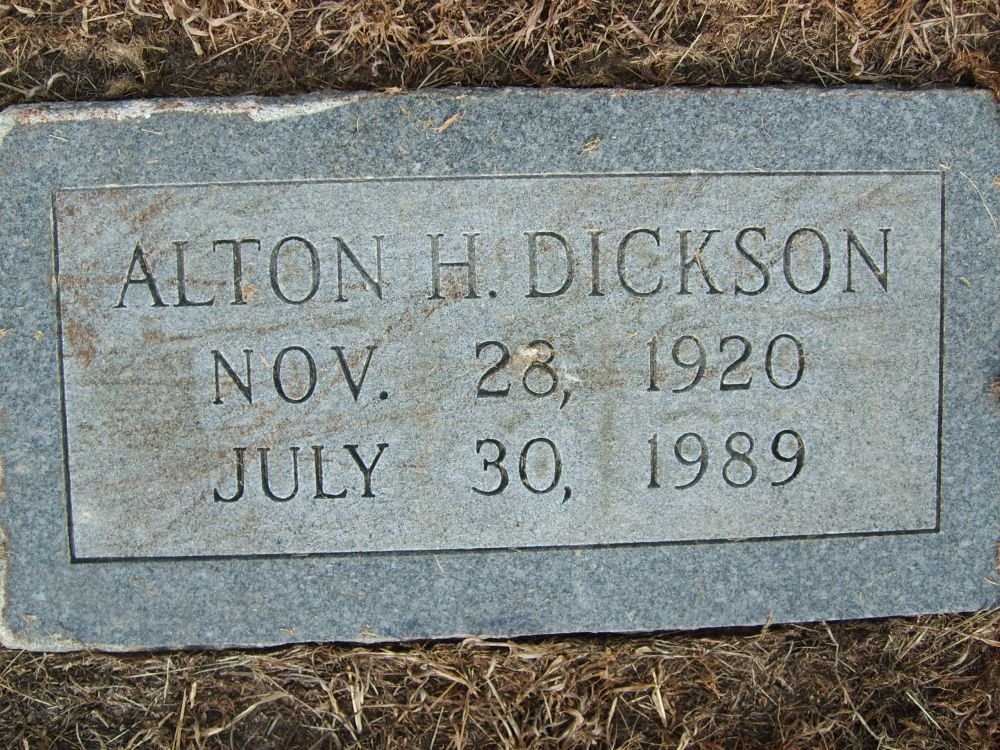 ALTON H. DICKSON
NOV. 28, 1920
JULY 30, 1989